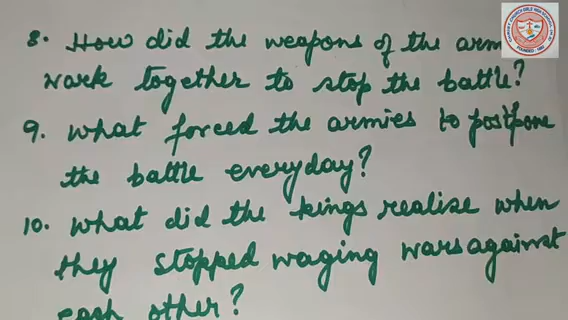 8. How did the weapons of the arm
work together to stop the battle?
9. What forced the armies to postpone
the battle everyday?
10. What did the kings realise when
they stopped waging wars against
each other?